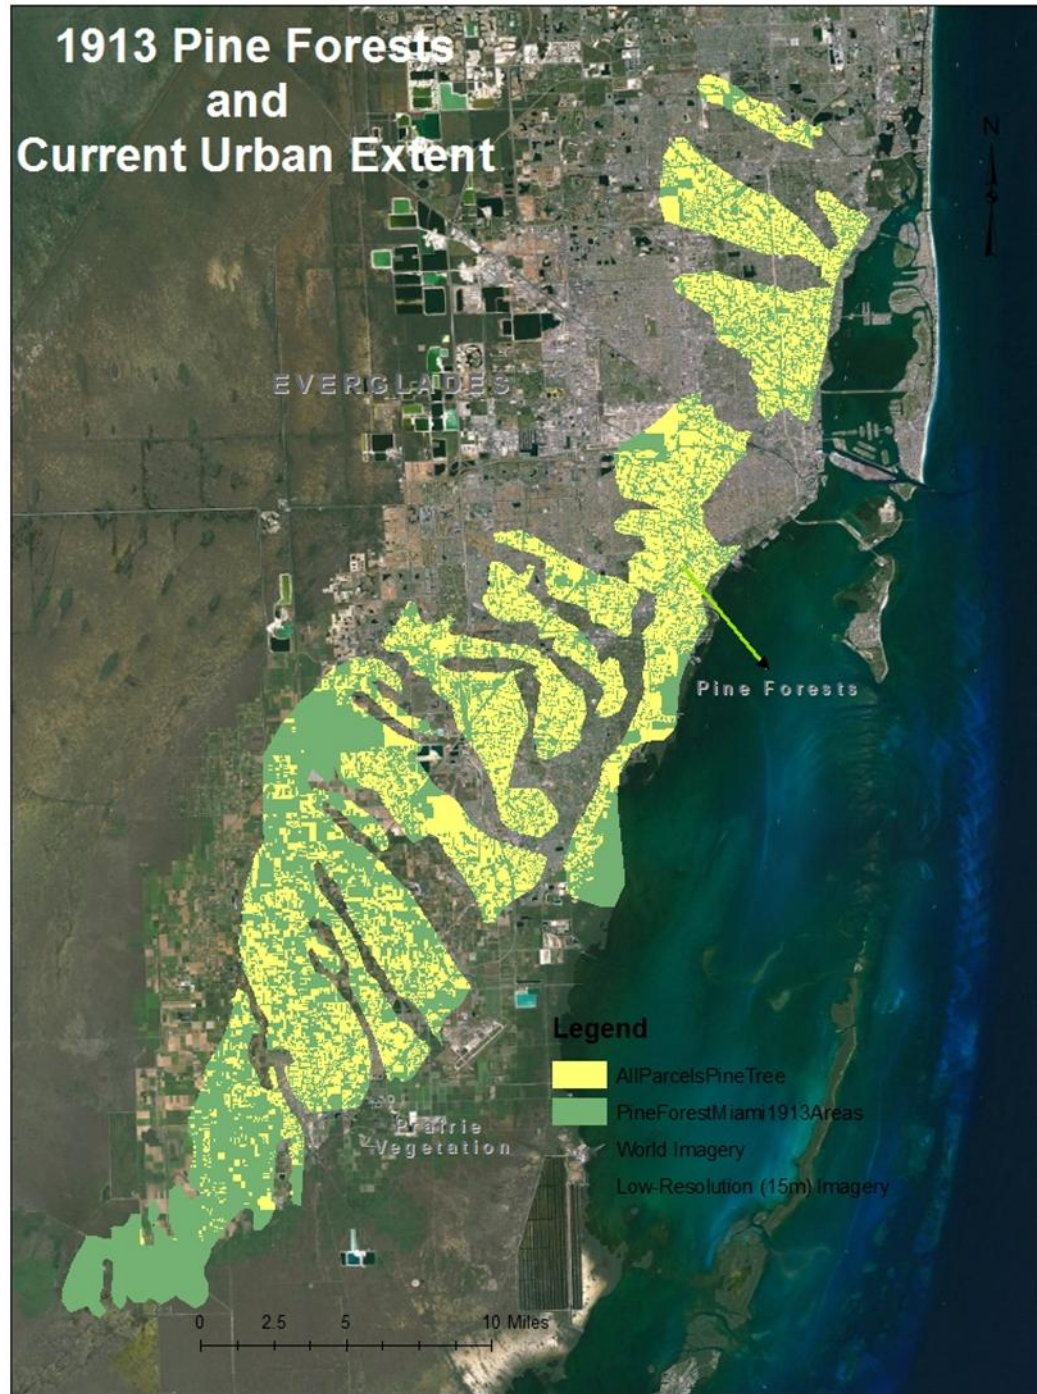 1913 Pine Forests
and
Current Urban Extent
N
EVERGLADES
Pine Forests
Legend
AllParcelsPineTree
PineForestMiami1913Areas
World Imagery
Low-Resolution (15m) Imagery
Prairie
Vegetation
0 2.5 5 10 Miles